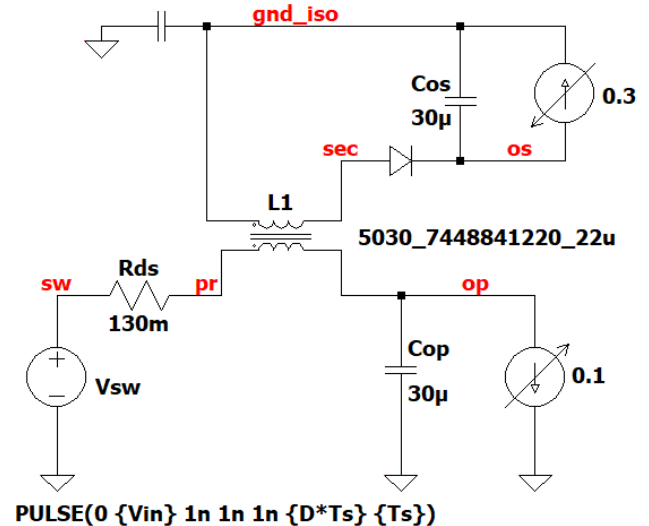 gnd_iso
Cos
30µ
0.3
sec
os
L1
5030_7448841220_22u
Rds
sw
pr
op
130m
Cop
30µ
0.1
Vsw
PULSE(0 {Vin} 1n 1n 1n {D*Ts} {Ts})